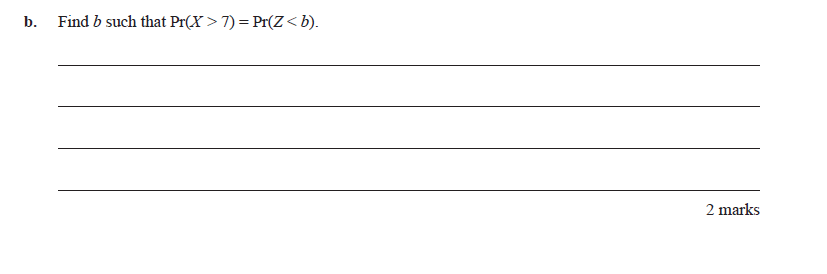 b. Find b such that Pr(X > 7) = Pr(Z < b).
2 marks